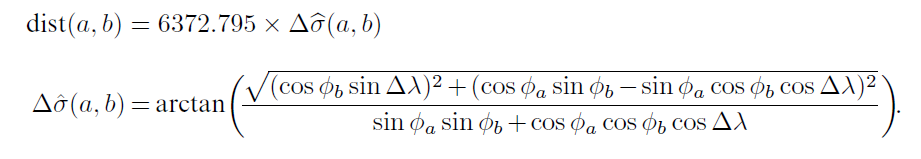 dist(a, b) = 6372.795 × Δσ̂(a, b)
Δσ̂(a, b) = arctan(√((cos ϕ_b sin Δλ)² + (cos ϕ_a sin ϕ_b − sin ϕ_a cos ϕ_b cos Δλ)²) / (sin ϕ_a sin ϕ_b + cos ϕ_a cos ϕ_b cos Δλ)).